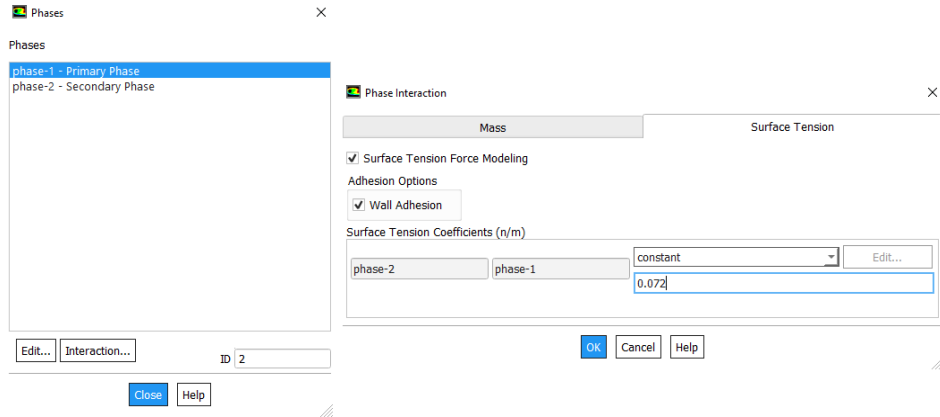 Phases
Phases
phase-1 - Primary Phase
phase-2 - Secondary Phase
Edit...
Interaction...
ID 2
Close
Help
Phase Interaction
Mass
Surface Tension
Surface Tension Force Modeling
Adhesion Options
Wall Adhesion
Surface Tension Coefficients (n/m)
phase-2
phase-1
constant
Edit...
0.072
OK
Cancel
Help